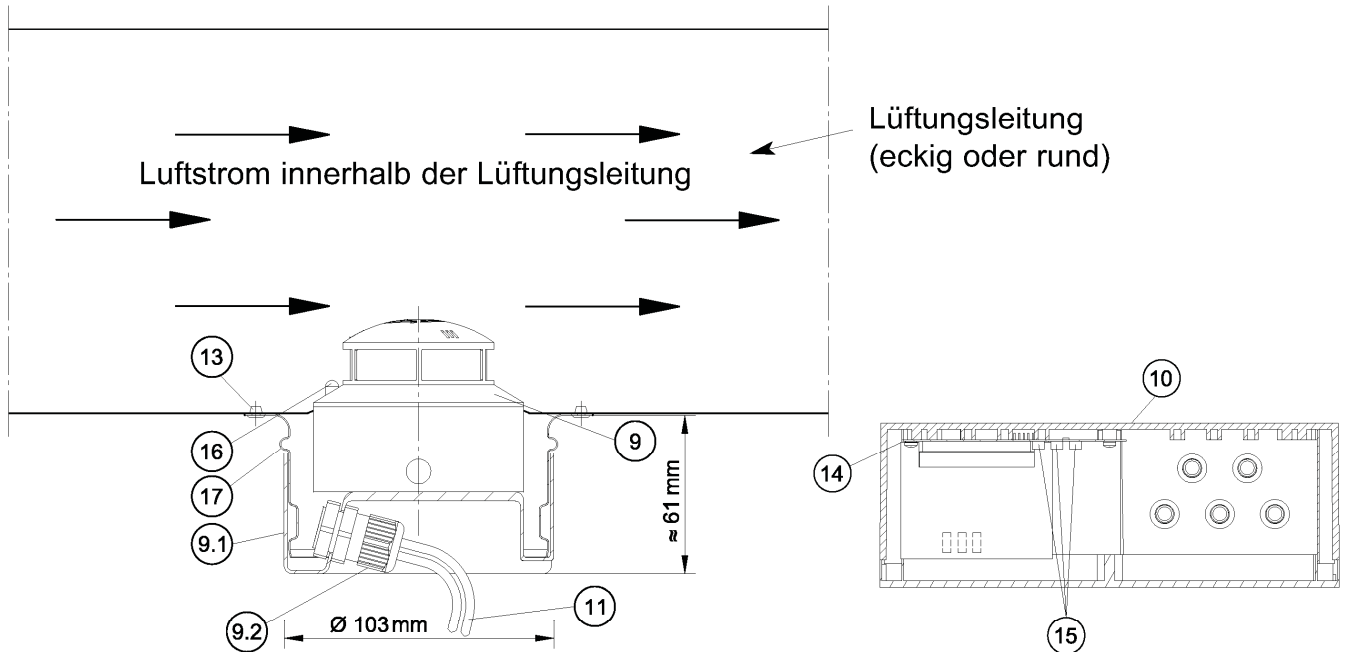 Lüftungsleitung
(eckig oder rund)
Luftstrom innerhalb der Lüftungsleitung
13
16
17
9.1
9.2
9
11
≈ 61 mm
Ø 103 mm
10
14
15